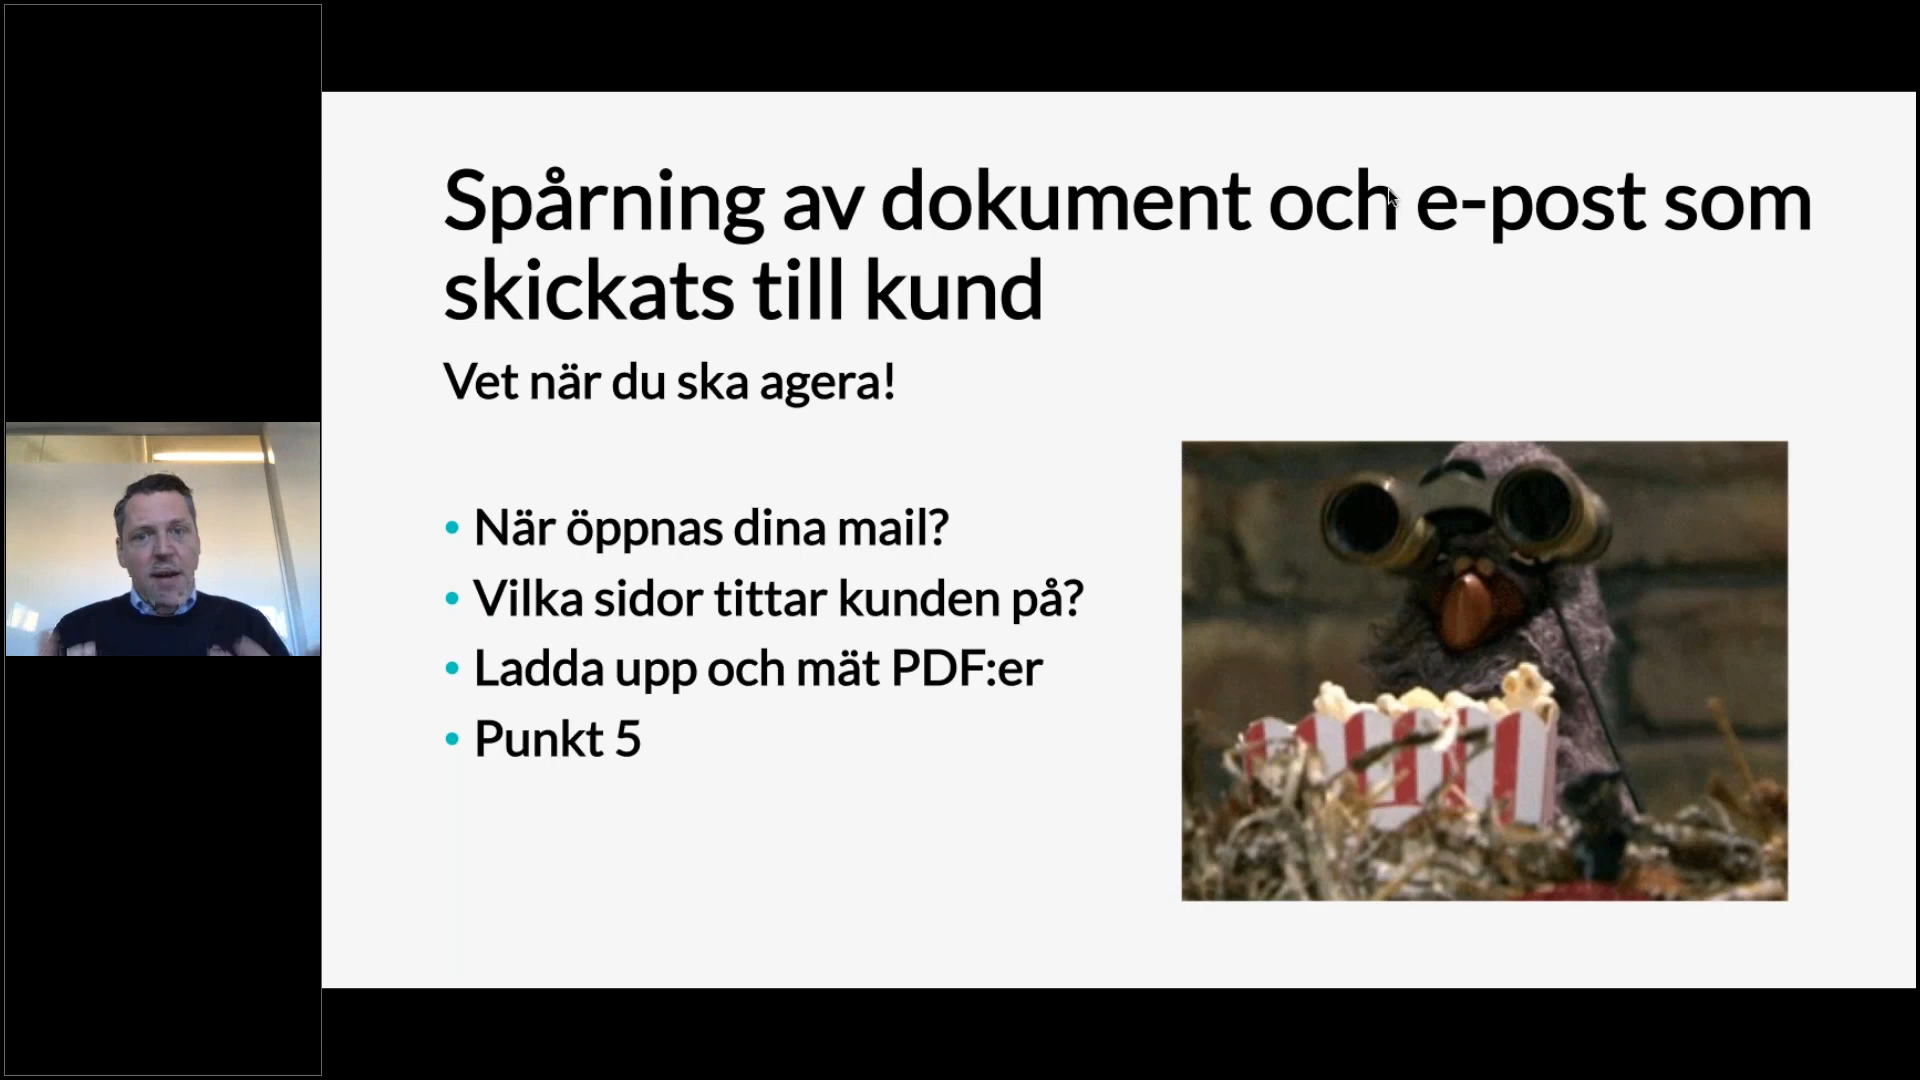 Spårning av dokument och e-post som
skickats till kund
Vet när du ska agera!
• När öppnas dina mail?
• Vilka sidor tittar kunden på?
• Ladda upp och mät PDF:er
• Punkt 5